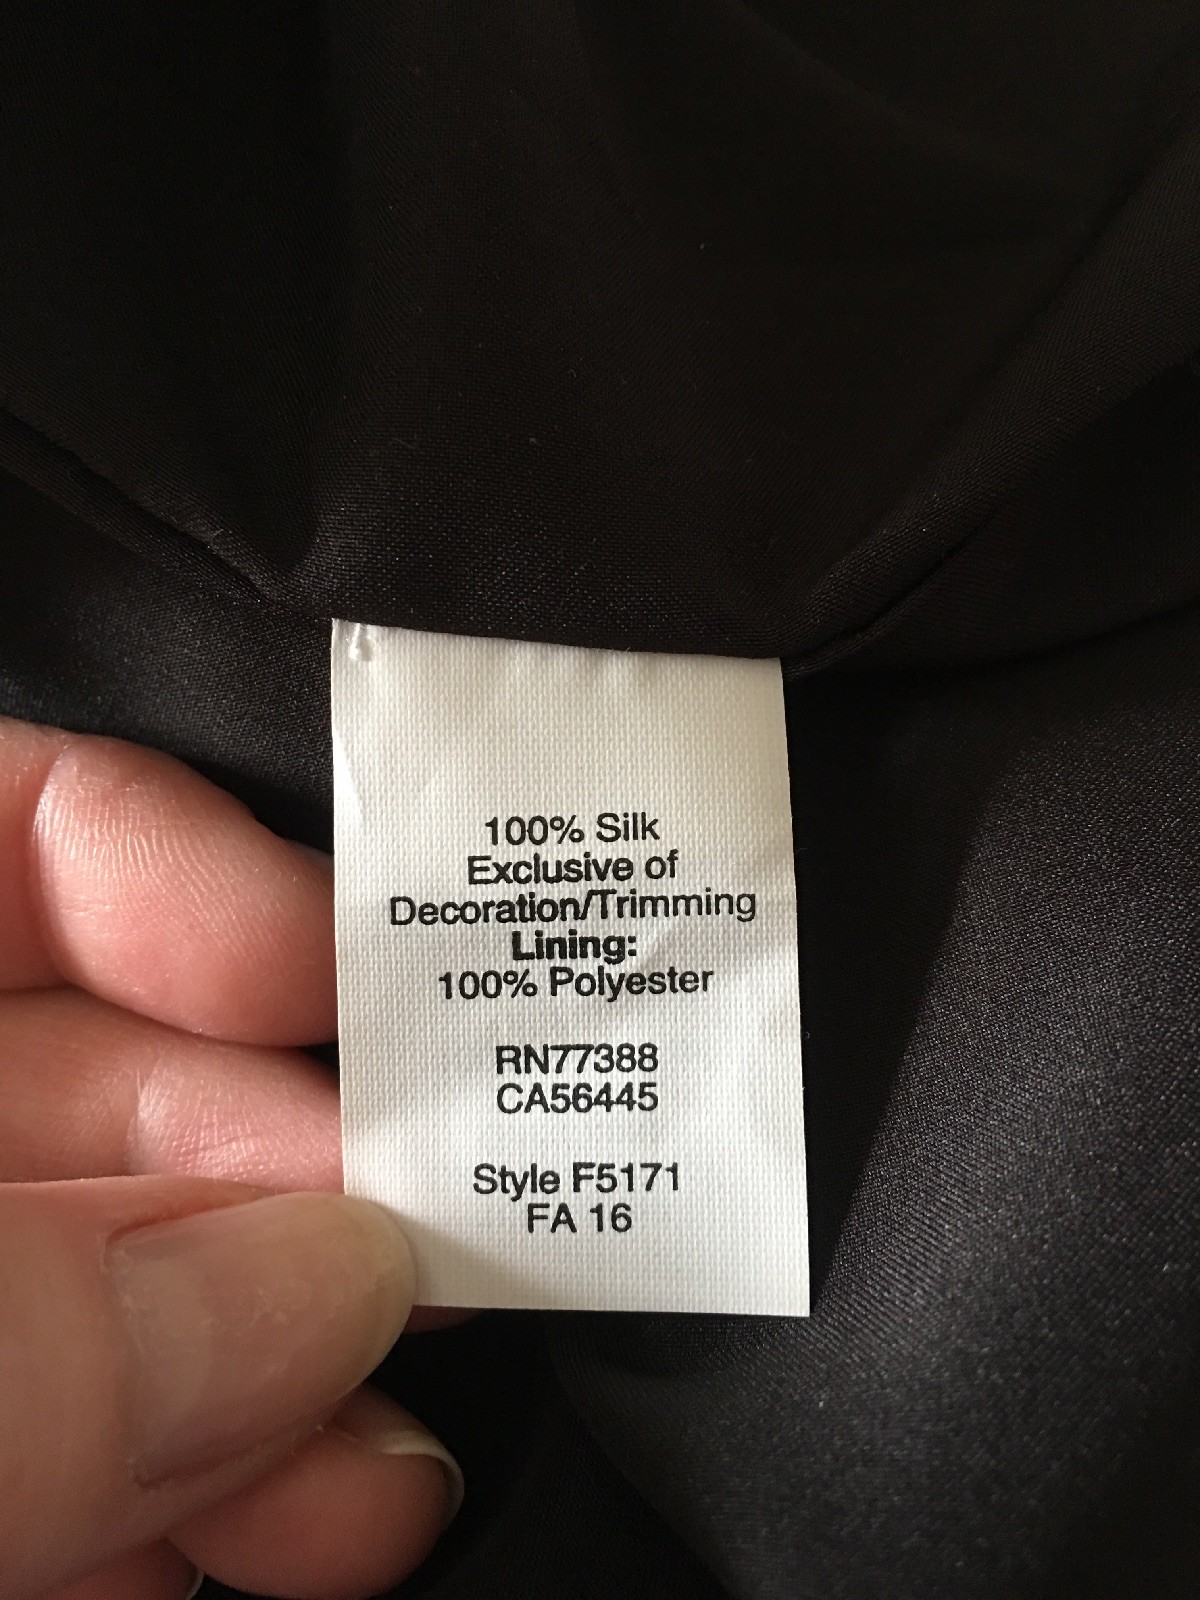 100% Silk
Exclusive of
Decoration/Trimming
Lining:
100% Polyester
RN77388
CA56445
Style F5171
FA 16